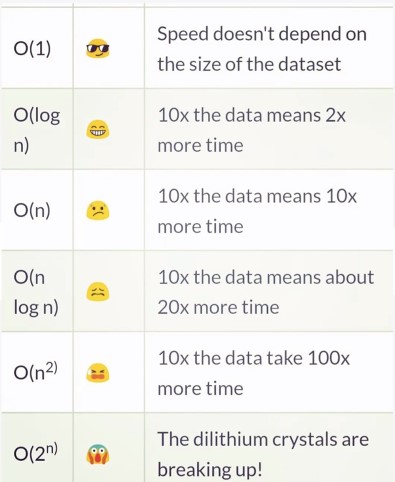 O(1)
Speed doesn't depend on
the size of the dataset
O(log
n)
10x the data means 2x
more time
O(n)
10x the data means 10x
more time
O(n
log n)
10x the data means about
20x more time
O(n²⁾
10x the data take 100x
more time
O(2ⁿ⁾
The dilithium crystals are
breaking up!